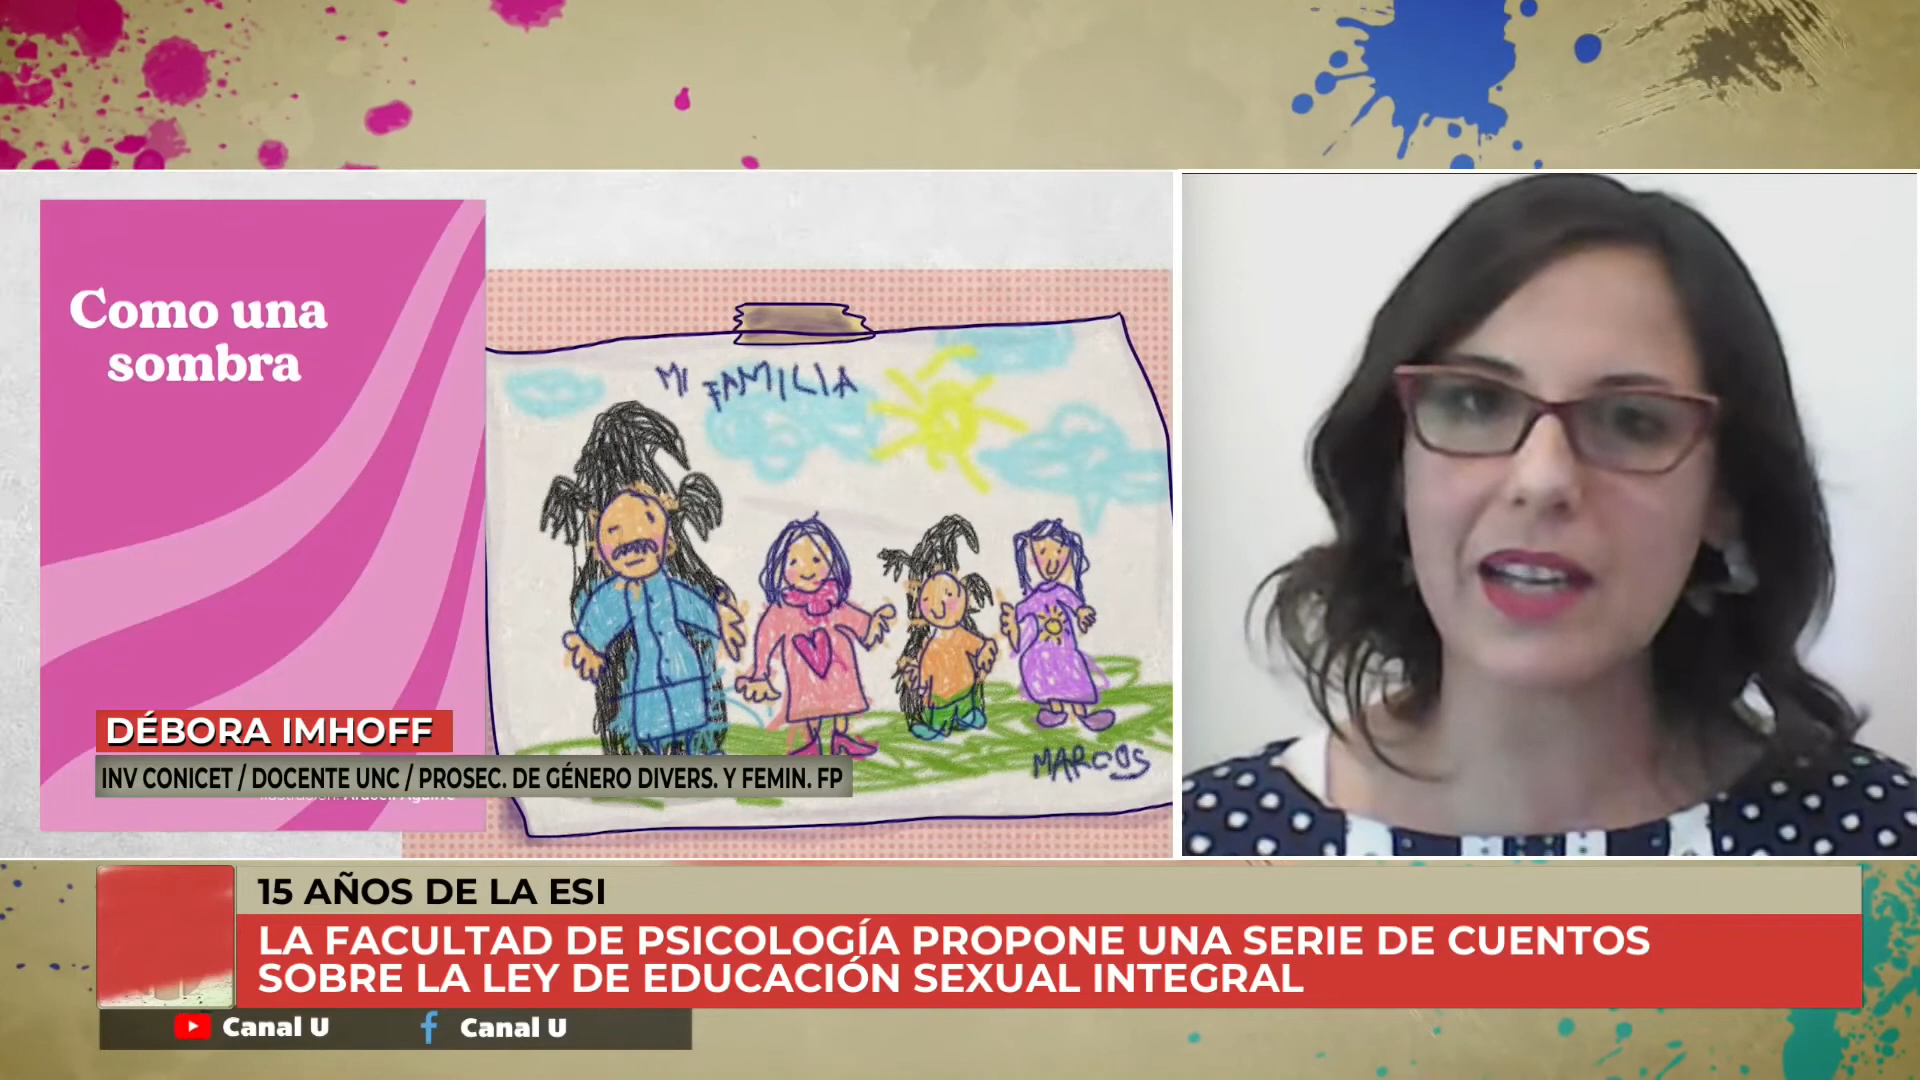 Como una
sombra
MI FAMILIA
MARCOS
DÉBORA IMHOFF
INV CONICET / DOCENTE UNC / PROSEC. DE GÉNERO DIVERS. Y FEMIN. FP
15 AÑOS DE LA ESI
LA FACULTAD DE PSICOLOGÍA PROPONE UNA SERIE DE CUENTOS
SOBRE LA LEY DE EDUCACIÓN SEXUAL INTEGRAL
Canal U
Canal U